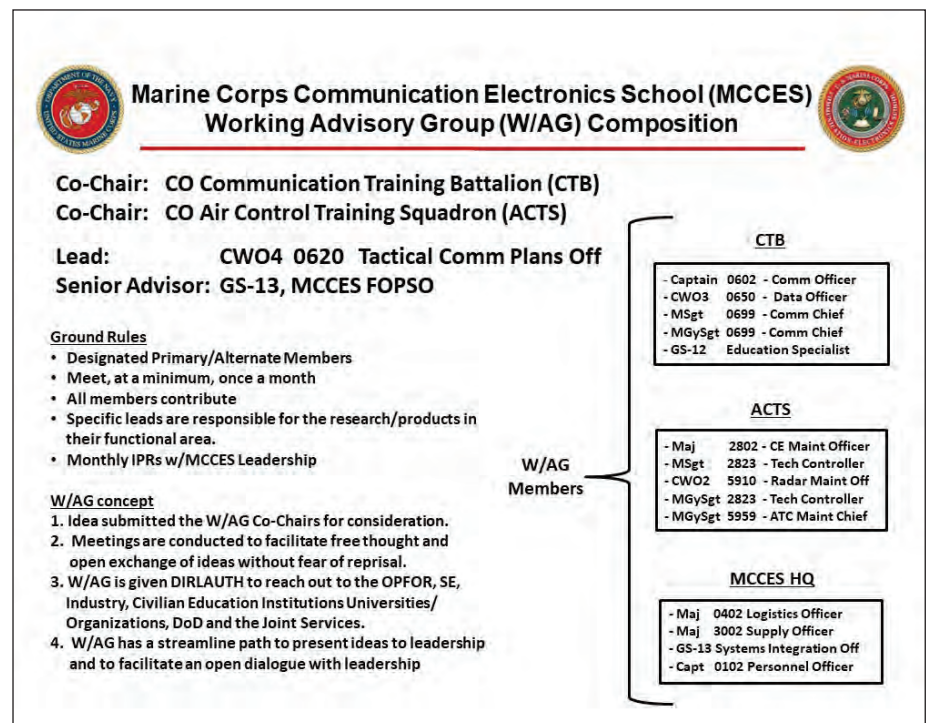 Marine Corps Communication Electronics School (MCCES)
Working Advisory Group (W/AG) Composition
Co-Chair: CO Communication Training Battalion (CTB)
Co-Chair: CO Air Control Training Squadron (ACTS)
Lead: CWO4 0620 Tactical Comm Plans Off
Senior Advisor: GS-13, MCCES FOPSO
Ground Rules
• Designated Primary/Alternate Members
• Meet, at a minimum, once a month
• All members contribute
• Specific leads are responsible for the research/products in
their functional area.
• Monthly IPRs w/MCCES Leadership
W/AG concept
1. Idea submitted the W/AG Co-Chairs for consideration.
2. Meetings are conducted to facilitate free thought and
open exchange of ideas without fear of reprisal.
3. W/AG is given DIRLAUTH to reach out to the OPFOR, SE,
Industry, Civilian Education Institutions Universities/
Organizations, DoD and the Joint Services.
4. W/AG has a streamline path to present ideas to leadership
and to facilitate an open dialogue with leadership
W/AG
Members
CTB
- Captain 0602 - Comm Officer
- CWO3 0650 - Data Officer
- MSgt 0699 - Comm Chief
- MGySgt 0699 - Comm Chief
- GS-12 Education Specialist
ACTS
- Maj 2802 - CE Maint Officer
- MSgt 2823 - Tech Controller
- CWO2 5910 - Radar Maint Off
- MGySgt 2823 - Tech Controller
- MGySgt 5959 - ATC Maint Chief
MCCES HQ
- Maj 0402 Logistics Officer
- Maj 3002 Supply Officer
- GS-13 Systems Integration Off
- Capt 0102 Personnel Officer